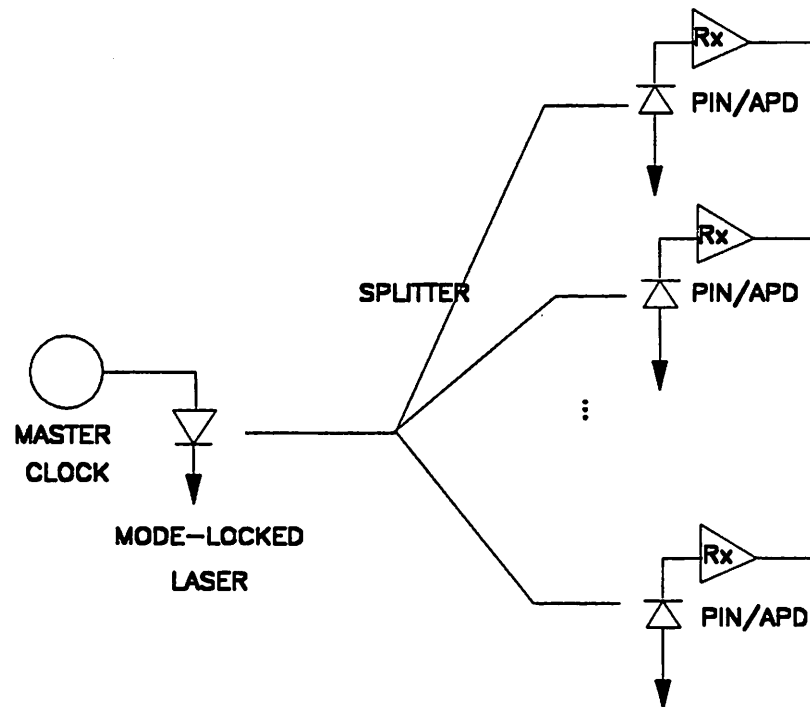 Rx
PIN/APD
Rx
PIN/APD
SPLITTER
MASTER
CLOCK
MODE-LOCKED
LASER
Rx
PIN/APD